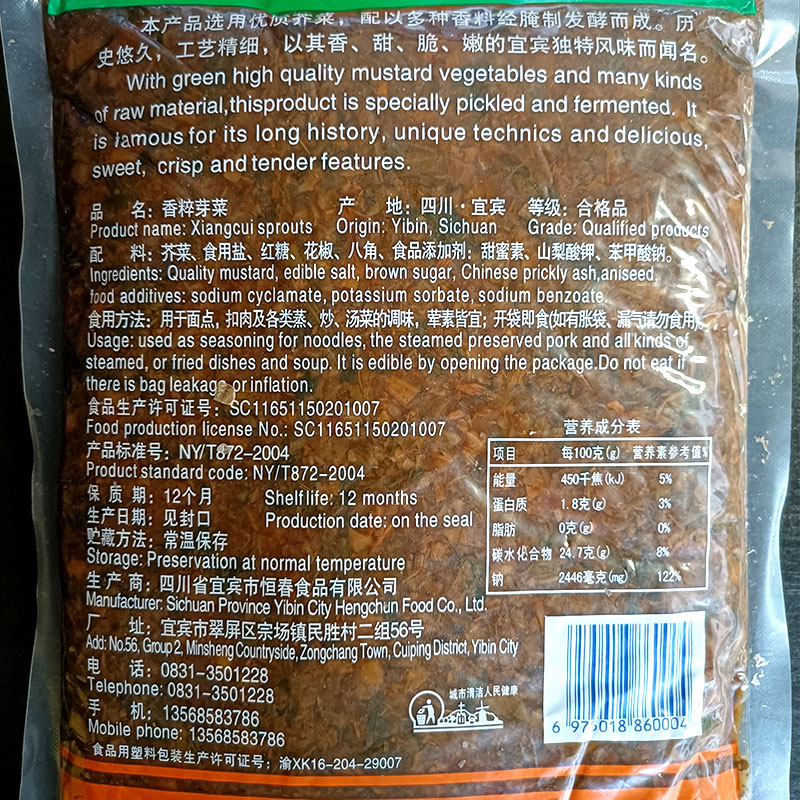 本产品选用优质芥菜，配以多种香料经腌制发酵而成。历
史悠久，工艺精细，以其香、甜、脆、嫩的宜宾独特风味而闻名。
With green high quality mustard vegetables and many kinds
of raw material,thisproduct is specially pickled and fermented. It
is famous for its long history, unique technics and delicious,
sweet, crisp and tender features.
品 名：香粹芽菜 产 地：四川·宜宾 等级：合格品
Product name: Xiangcui sprouts Origin: Yibin, Sichuan Grade: Qualified products
配 料：芥菜、食用盐、红糖、花椒、八角、食品添加剂：甜蜜素、山梨酸钾、苯甲酸钠。
Ingredients: Quality mustard, edible salt, brown sugar, Chinese prickly ash,aniseed,
food additives: sodium cyclamate, potassium sorbate, sodium benzoate.
食用方法：用于面点，扣肉及各类蒸、炒、汤菜的调味，荤素皆宜；开袋即食(如有胀袋、漏气请勿食用)。
Usage: used as seasoning for noodles, the steamed preserved pork and all kinds of
steamed, or fried dishes and soup. It is edible by opening the package.Do not eat if
there is bag leakage or inflation.
食品生产许可证号：SC11651150201007
Food production license No.: SC11651150201007
产品标准号：NY/T872-2004
Product standard code: NY/T872-2004
保 质 期：12个月 Shelf life: 12 months
生产日期：见封口 Production date: on the seal
贮藏方法：常温保存
Storage: Preservation at normal temperature
生 产 商：四川省宜宾市恒春食品有限公司
Manufacturer: Sichuan Province Yibin City Hengchun Food Co., Ltd.
厂 址：宜宾市翠屏区宗场镇民胜村二组56号
Add: No.56, Group 2, Minsheng Countryside, Zongchang Town, Cuiping District, Yibin City
电 话：0831-3501228
Telephone: 0831-3501228
手 机：13568583786
Mobile phone: 13568583786
食品用塑料包装生产许可证号：渝XK16-204-29007
营养成分表
项目 每100克(g) 营养素参考值%
能量 450千焦(kJ) 5%
蛋白质 1.8克(g) 3%
脂肪 0克(g) 0%
碳水化合物 24.7克(g) 8%
钠 2446毫克(mg) 122%
城市清洁人民健康
6 975018 860004